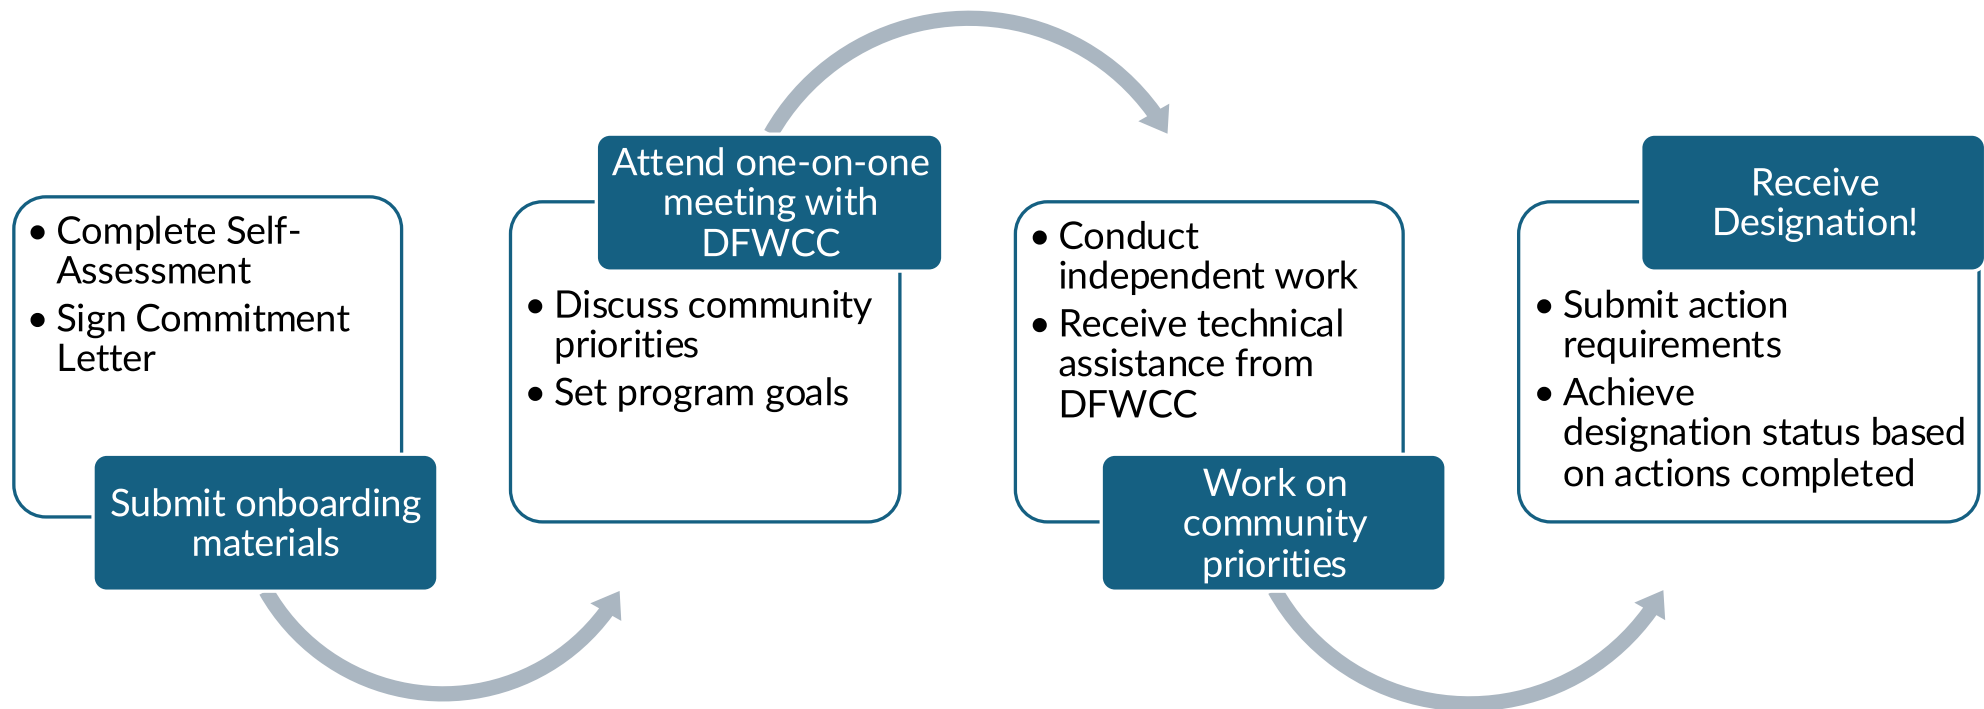 • Complete Self-
Assessment
• Sign Commitment
Letter
Submit onboarding
materials
Attend one-on-one
meeting with
DFWCC
• Discuss community
priorities
• Set program goals
• Conduct
independent work
• Receive technical
assistance from
DFWCC
Work on
community
priorities
Receive
Designation!
• Submit action
requirements
• Achieve
designation status based
on actions completed